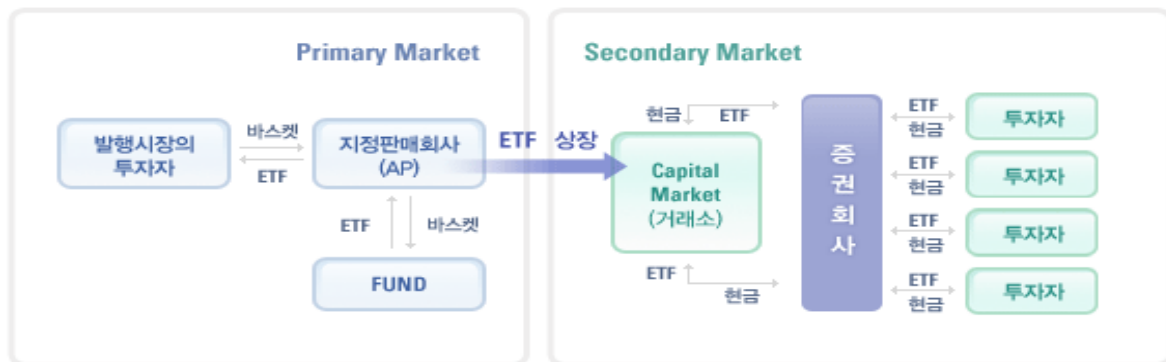 Primary Market
발행시장의
투자자
바스켓
ETF
지정판매회사
(AP)
ETF
바스켓
FUND
ETF 상장
Secondary Market
현금
ETF
Capital
Market
(거래소)
ETF
현금
증
권
회
사
ETF
현금
투자자
ETF
현금
투자자
ETF
현금
투자자
ETF
현금
투자자